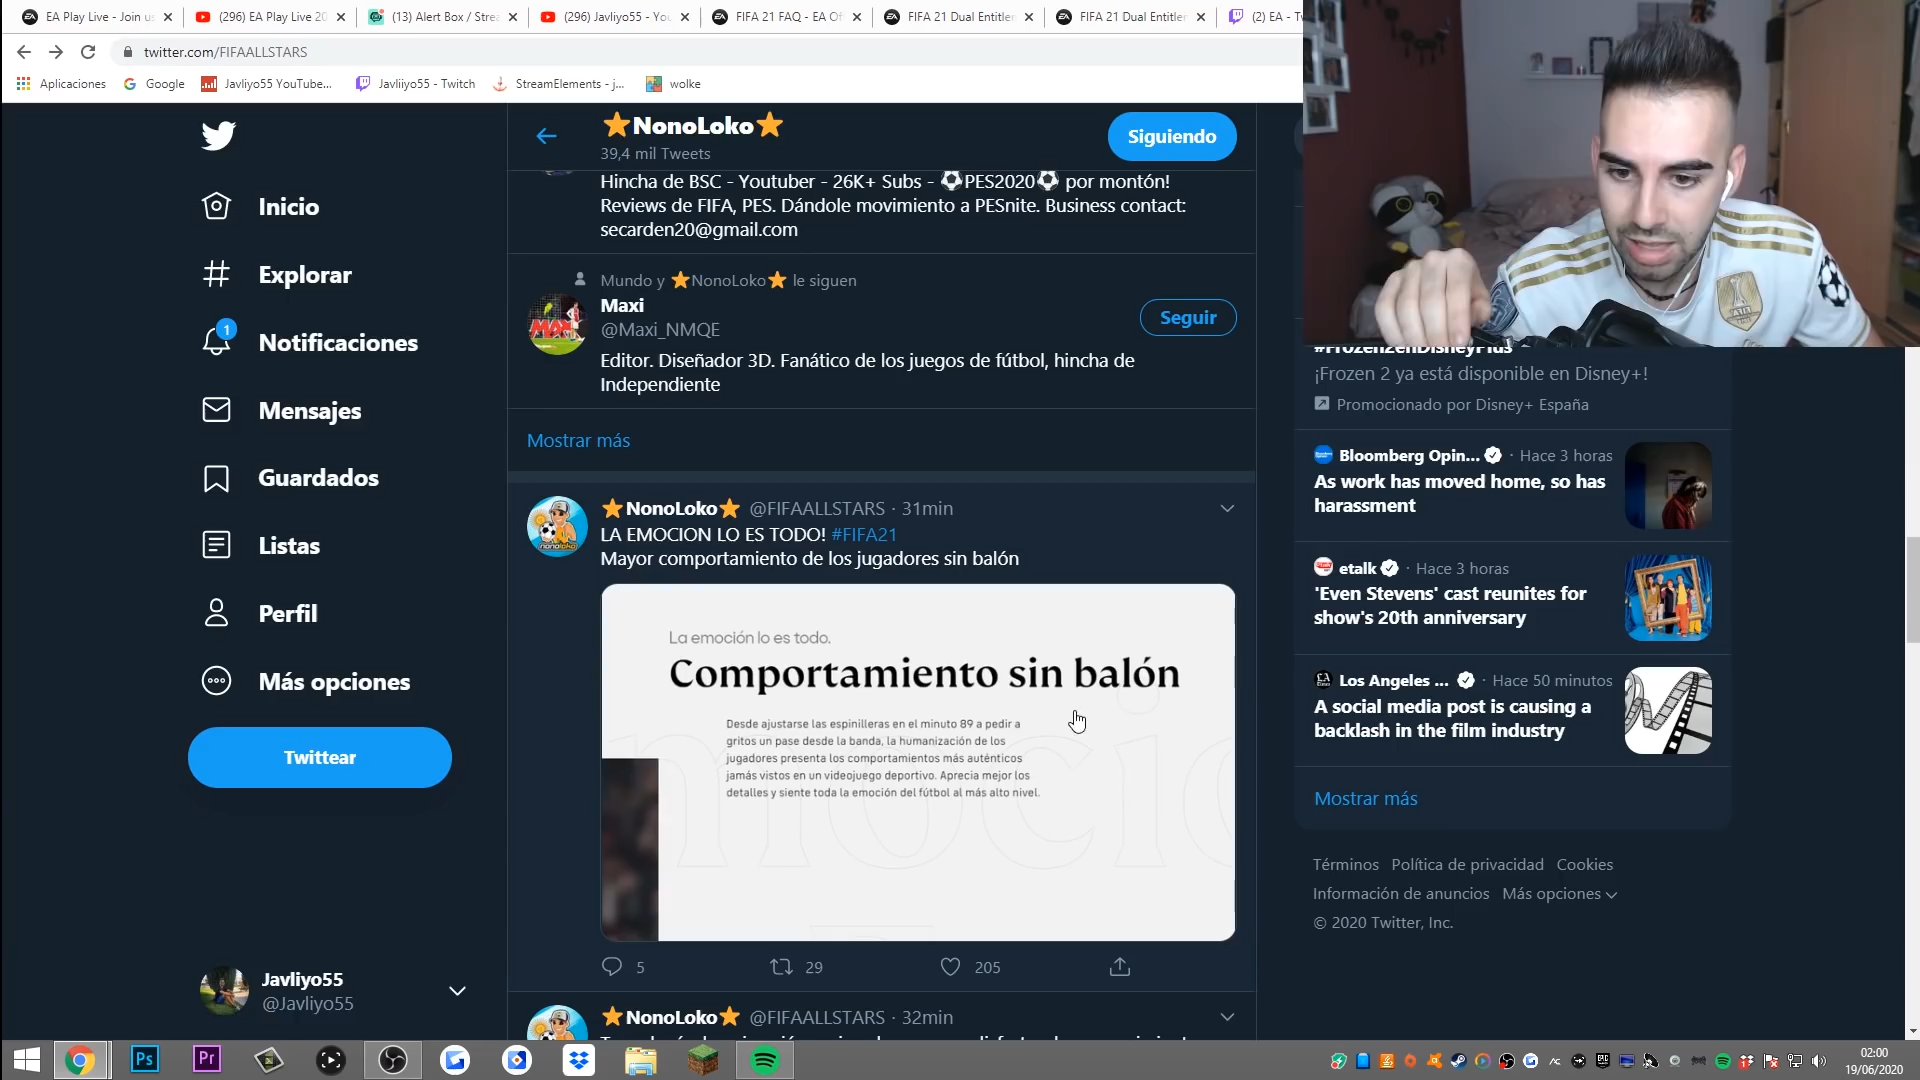 EA Play Live - Join us
(296) EA Play Live 20
(13) Alert Box / Strea
(296) Javliyo55 - You
FIFA 21 FAQ - EA Of
FIFA 21 Dual Entitlem
FIFA 21 Dual Entitlem
(2) EA - Tw
twitter.com/FIFAALLSTARS
Aplicaciones
Google
Javliyo55 YouTube...
Javliiyo55 - Twitch
StreamElements - j...
wolke
NonoLoko
39,4 mil Tweets
Siguiendo
Inicio
Explorar
1
Notificaciones
Mensajes
Guardados
Listas
Perfil
Más opciones
Twittear
Javliyo55
@Javliyo55
Hincha de BSC - Youtuber - 26K+ Subs - ⚽PES2020⚽ por montón!
Reviews de FIFA, PES. Dándole movimiento a PESnite. Business contact:
secarden20@gmail.com
Mundo y ⭐NonoLoko⭐ le siguen
Maxi
@Maxi_NMQE
Seguir
Editor. Diseñador 3D. Fanático de los juegos de fútbol, hincha de
Independiente
Mostrar más
⭐NonoLoko⭐ @FIFAALLSTARS · 31min
LA EMOCION LO ES TODO! #FIFA21
Mayor comportamiento de los jugadores sin balón
La emoción lo es todo.
Comportamiento sin balón
Desde ajustarse las espinilleras en el minuto 89 a pedir a
gritos un pase desde la banda, la humanización de los
jugadores presenta los comportamientos más auténticos
jamás vistos en un videojuego deportivo. Aprecia mejor los
detalles y siente toda la emoción del fútbol al más alto nivel.
5
29
205
⭐NonoLoko⭐ @FIFAALLSTARS · 32min
#Frozen2enDisneyPlus
¡Frozen 2 ya está disponible en Disney+!
Promocionado por Disney+ España
Bloomberg Opin... · Hace 3 horas
As work has moved home, so has
harassment
etalk · Hace 3 horas
'Even Stevens' cast reunites for
show's 20th anniversary
Los Angeles ... · Hace 50 minutos
A social media post is causing a
backlash in the film industry
Mostrar más
Términos Política de privacidad Cookies
Información de anuncios Más opciones
© 2020 Twitter, Inc.
Ps
Pr
02:00
19/06/2020